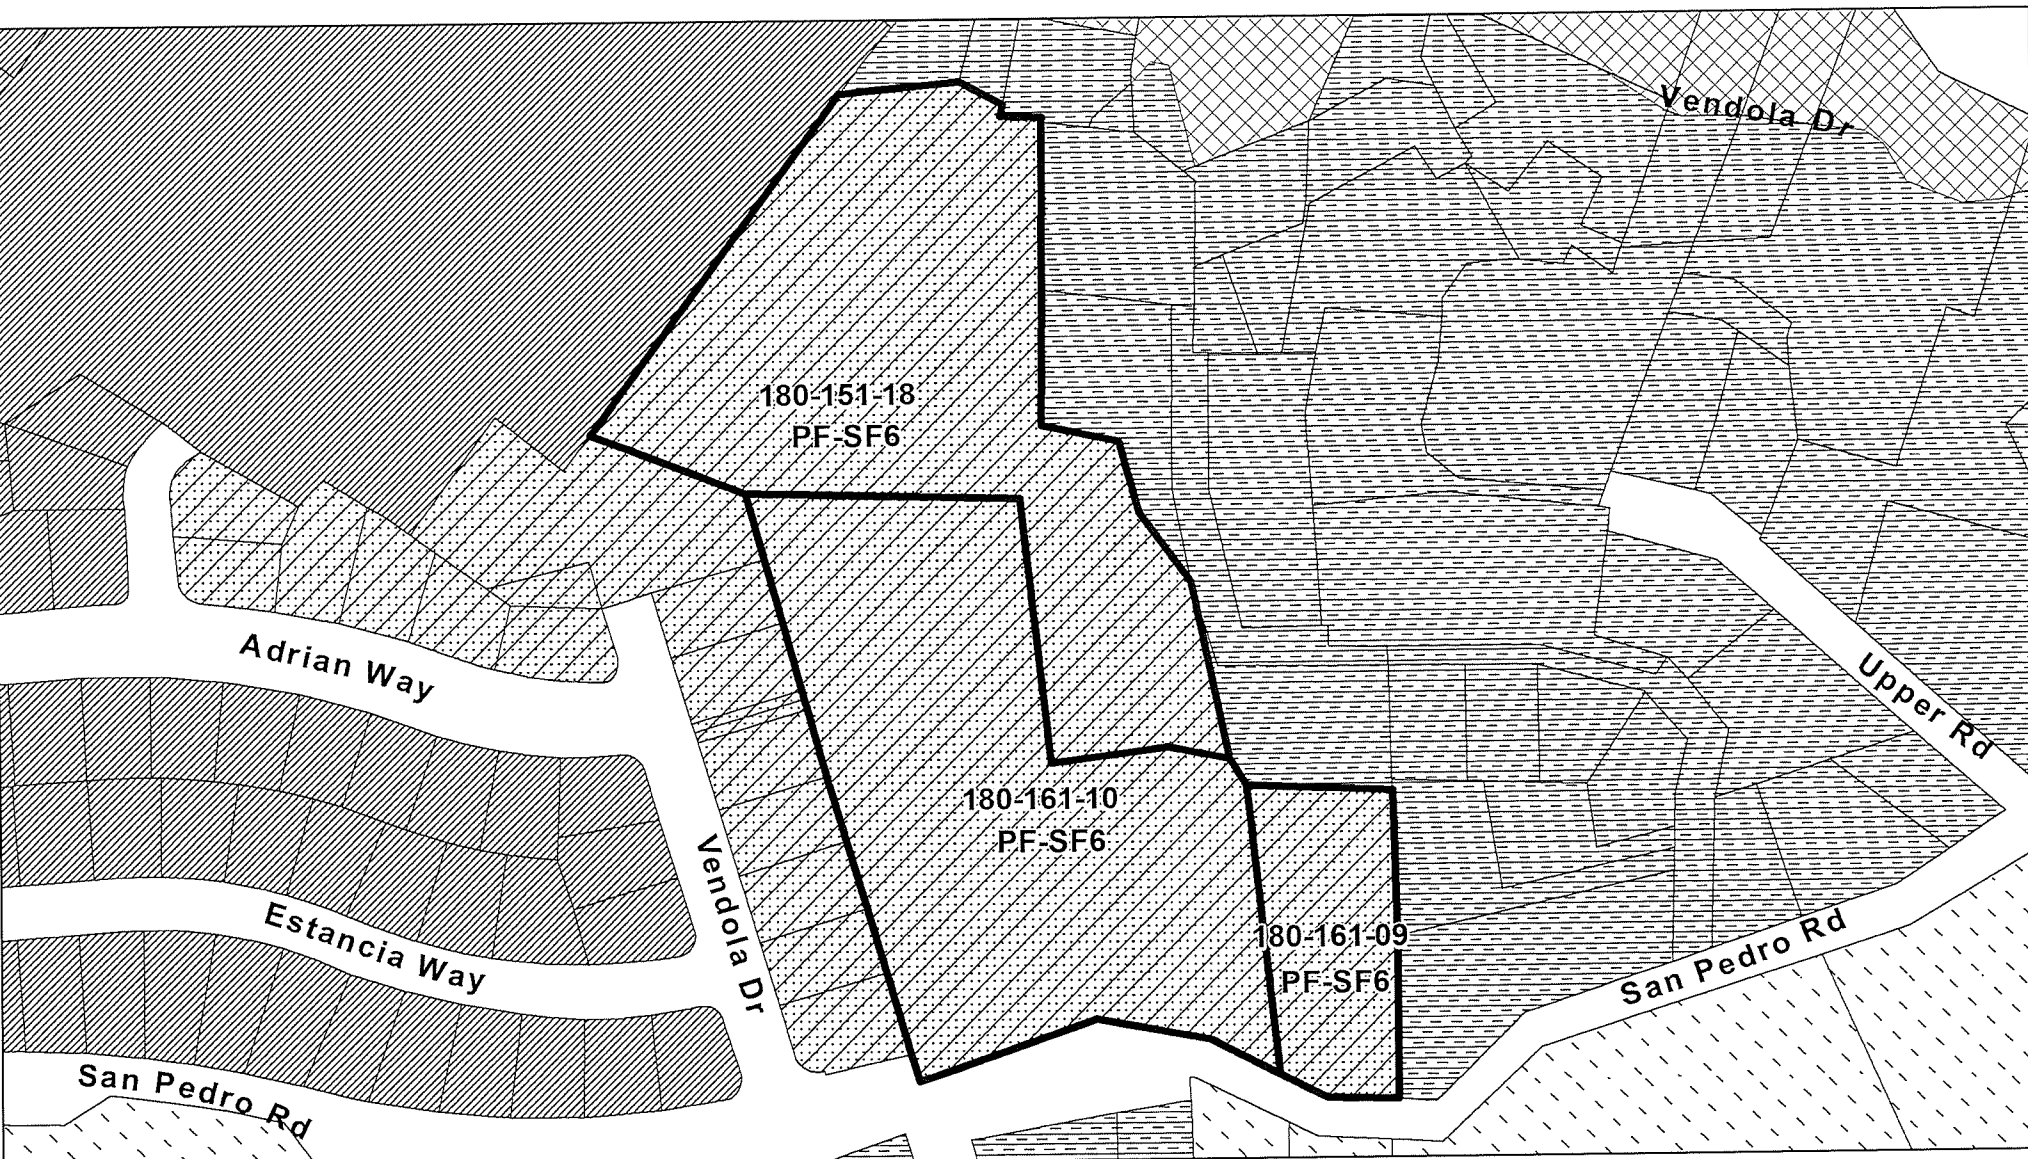 Vendola Dr
180-151-18
PF-SF6
Adrian Way
Upper Rd
180-161-10
PF-SF6
Vendola Dr
Estancia Way
180-161-09
PF-SF6
San Pedro Rd
San Pedro Rd